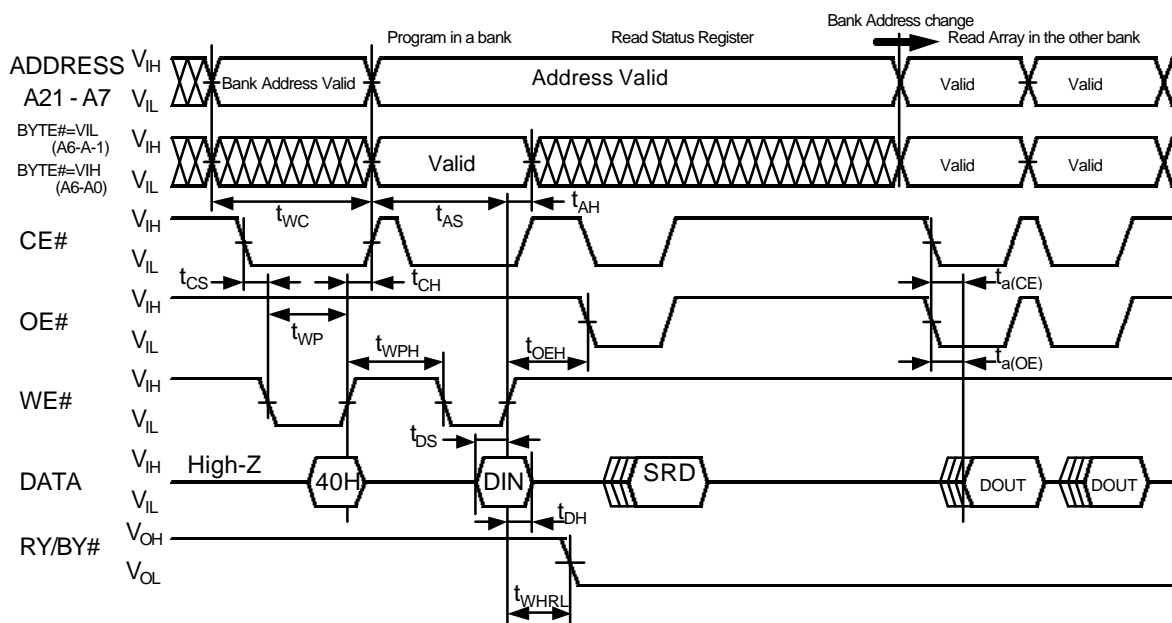 Bank Address change
Program in a bank Read Status Register Read Array in the other bank
ADDRESS VIH
Bank Address Valid Address Valid Valid Valid
A21 - A7 VIL
BYTE#=VIL
(A6-A-1) VIH
Valid Valid Valid
BYTE#=VIH
(A6-A0) VIL
tWC tAS tAH
VIH
CE#
VIL
tCS tCH ta(CE)
VIH
OE#
tWP
VIL
tWPH tOEH ta(OE)
VIH
WE#
VIL
tDS
VIH High-Z
DATA 40H DIN SRD DOUT DOUT
VIL
tDH
RY/BY# VOH
VOL
tWHRL